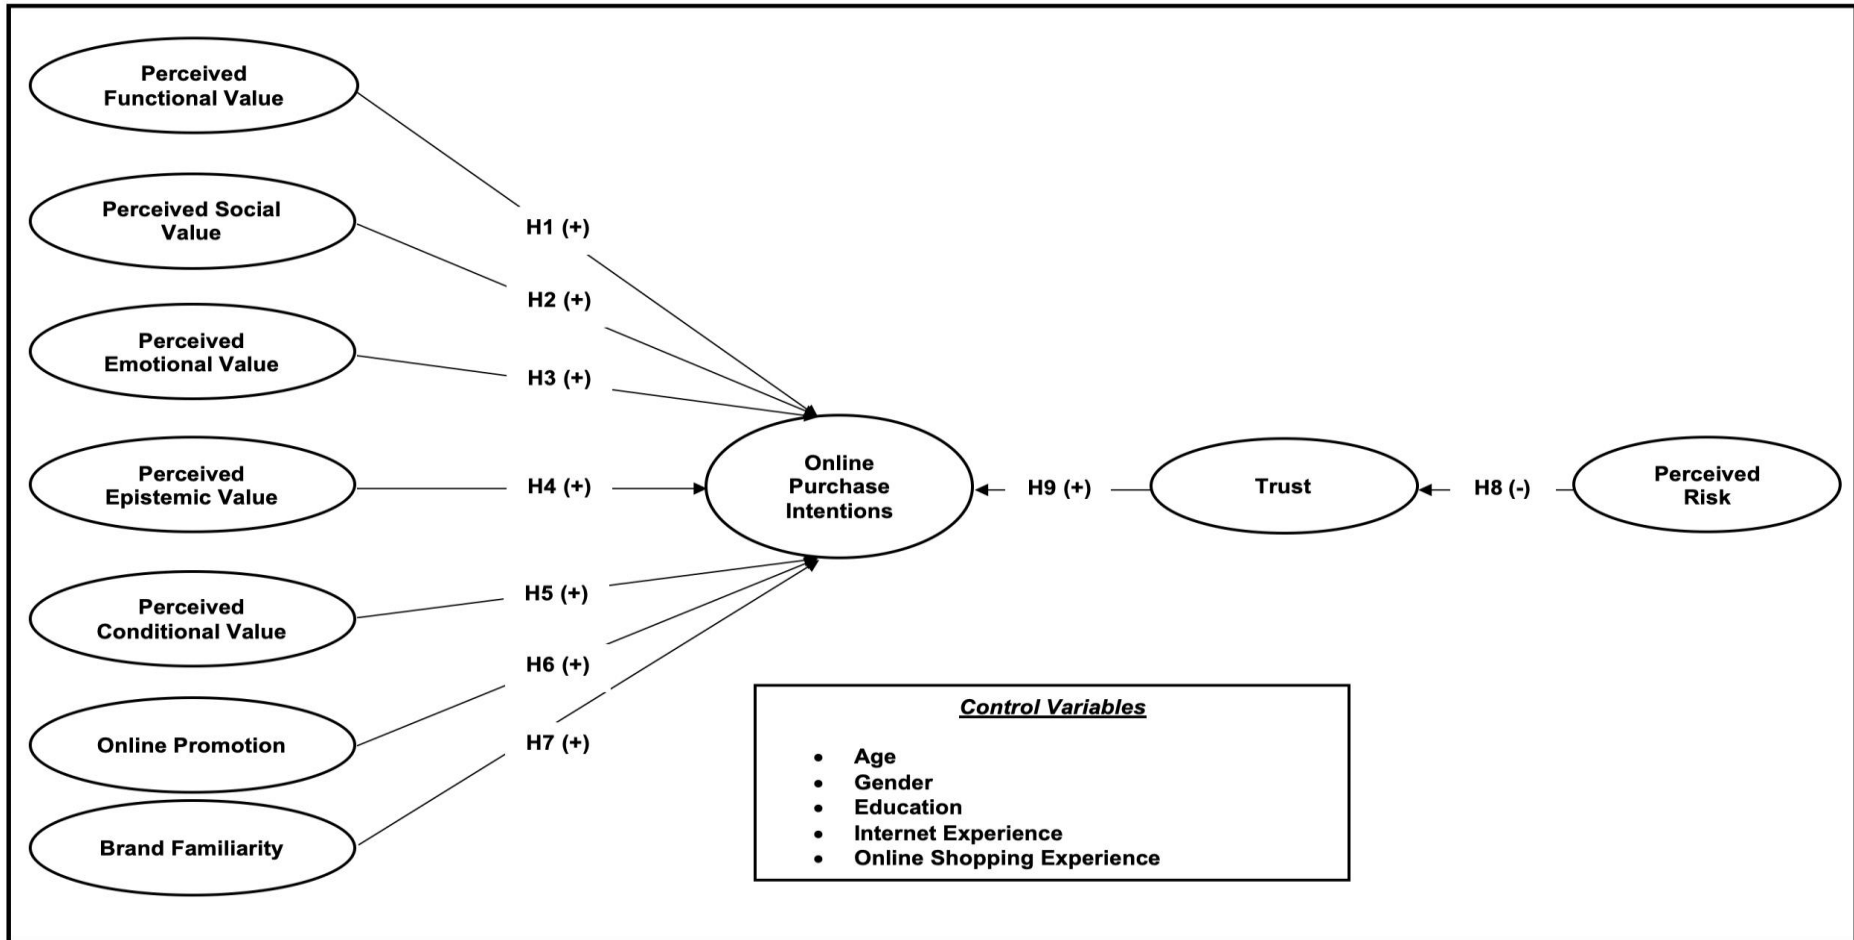 Perceived
Functional Value
H1 (+)
Perceived Social
Value
H2 (+)
Perceived
Emotional Value
H3 (+)
Perceived
Epistemic Value
H4 (+)
Online
Purchase
Intentions
H9 (+)
Trust
H8 (-)
Perceived
Risk
Perceived
Conditional Value
H5 (+)
H6 (+)
Online Promotion
H7 (+)
Brand Familiarity
Control Variables
• Age
• Gender
• Education
• Internet Experience
• Online Shopping Experience